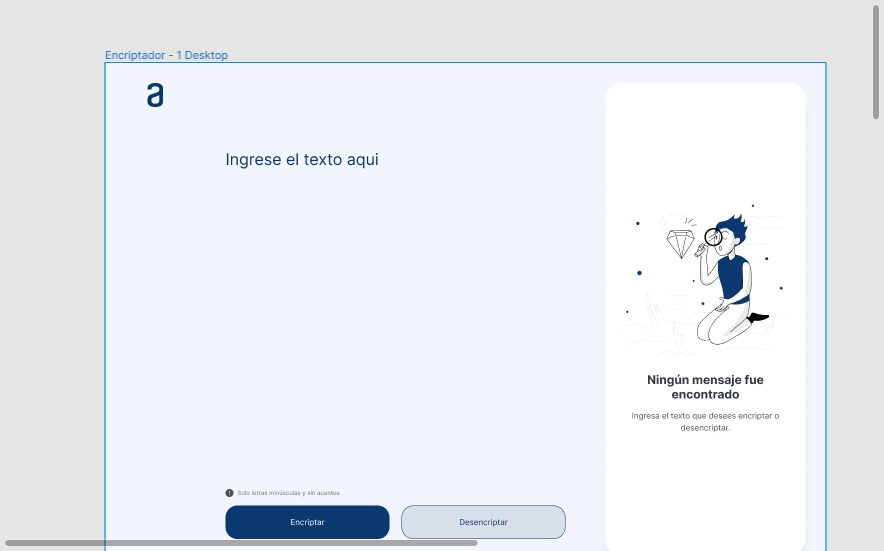 Encriptador - 1 Desktop
a
Ingrese el texto aqui
Ningún mensaje fue
encontrado
Ingresa el texto que desees encriptar o
desencriptar.
Solo letras minúsculas y sin acentos
Encriptar
Desencriptar